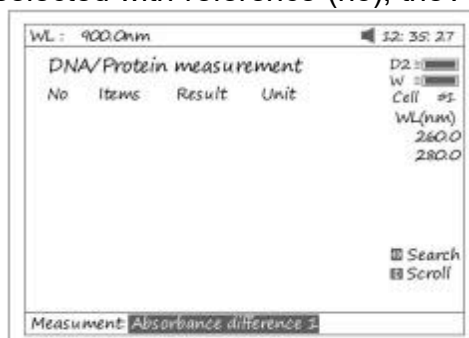 selected with reference (no), the
WL : 900.0nm 12: 35: 27
DNA/Protein measurement
No Items Result Unit
D2 :
W :
Cell #1
WL(nm)
260.0
280.0
Search
Scroll
Measument: Absorbance difference 1